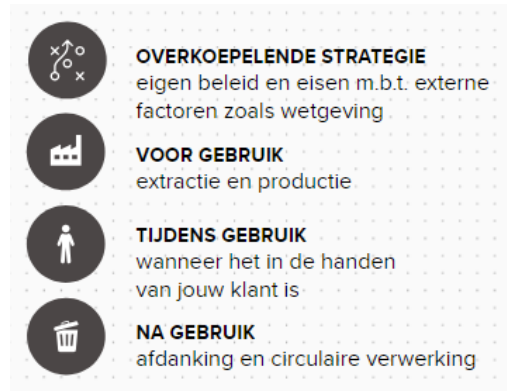 OVERKOEPELENDE STRATEGIE
eigen beleid en eisen m.b.t. externe
factoren zoals wetgeving
VOOR GEBRUIK
extractie en productie
TIJDENS GEBRUIK
wanneer het in de handen
van jouw klant is
NA GEBRUIK
afdanking en circulaire verwerking